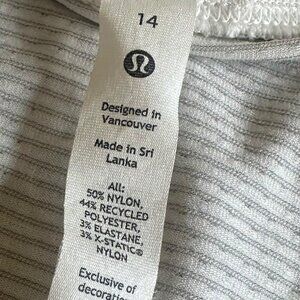 14
Designed in
Vancouver
Made in Sri
Lanka
All:
50% NYLON,
44% RECYCLED
POLYESTER,
3% ELASTANE,
3% X-STATIC®
NYLON
Exclusive of
decoration